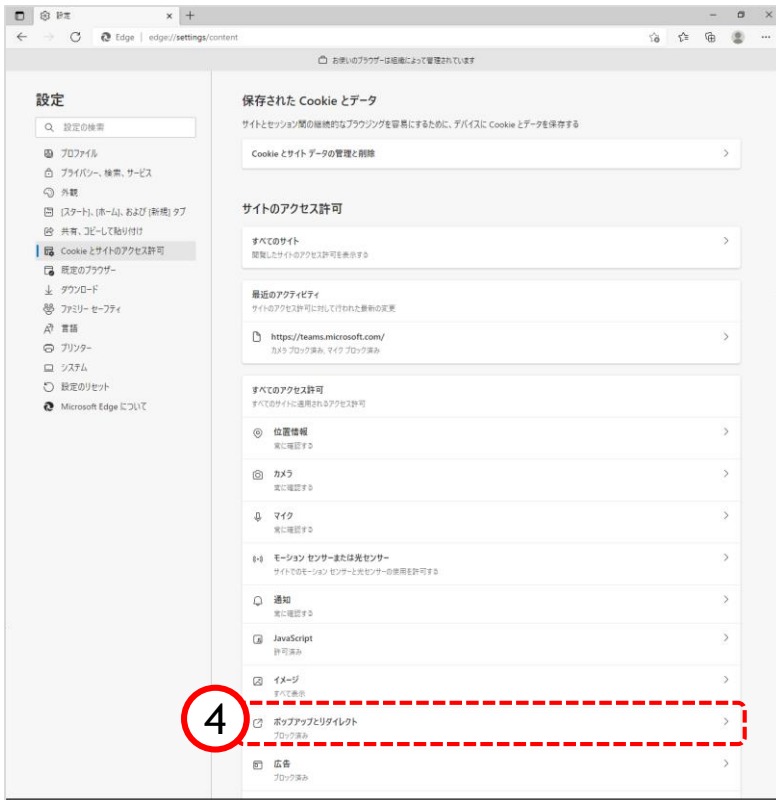 設定
Edge | edge://settings/content
お使いのブラウザーは組織によって管理されています
設定
設定の検索
プロファイル
プライバシー、検索、サービス
外観
[スタート]、[ホーム]、および [新規] タブ
共有、コピーして貼り付け
Cookie とサイトのアクセス許可
既定のブラウザー
ダウンロード
ファミリー セーフティ
言語
プリンター
システム
設定のリセット
Microsoft Edge について
保存された Cookie とデータ
サイトとセッション間の継続的なブラウジングを容易にするために、デバイスに Cookie とデータを保存する
Cookie とサイト データの管理と削除
サイトのアクセス許可
すべてのサイト
閲覧したサイトのアクセス許可を表示する
最近のアクティビティ
サイトのアクセス許可に対して行われた最新の変更
https://teams.microsoft.com/
カメラ ブロック済み, マイク ブロック済み
すべてのアクセス許可
すべてのサイトに適用されるアクセス許可
位置情報
常に確認する
カメラ
常に確認する
マイク
常に確認する
モーション センサーまたは光センサー
サイトでのモーション センサーと光センサーの使用を許可する
通知
常に確認する
JavaScript
許可済み
イメージ
すべて表示
4
ポップアップとリダイレクト
ブロック済み
広告
ブロック済み